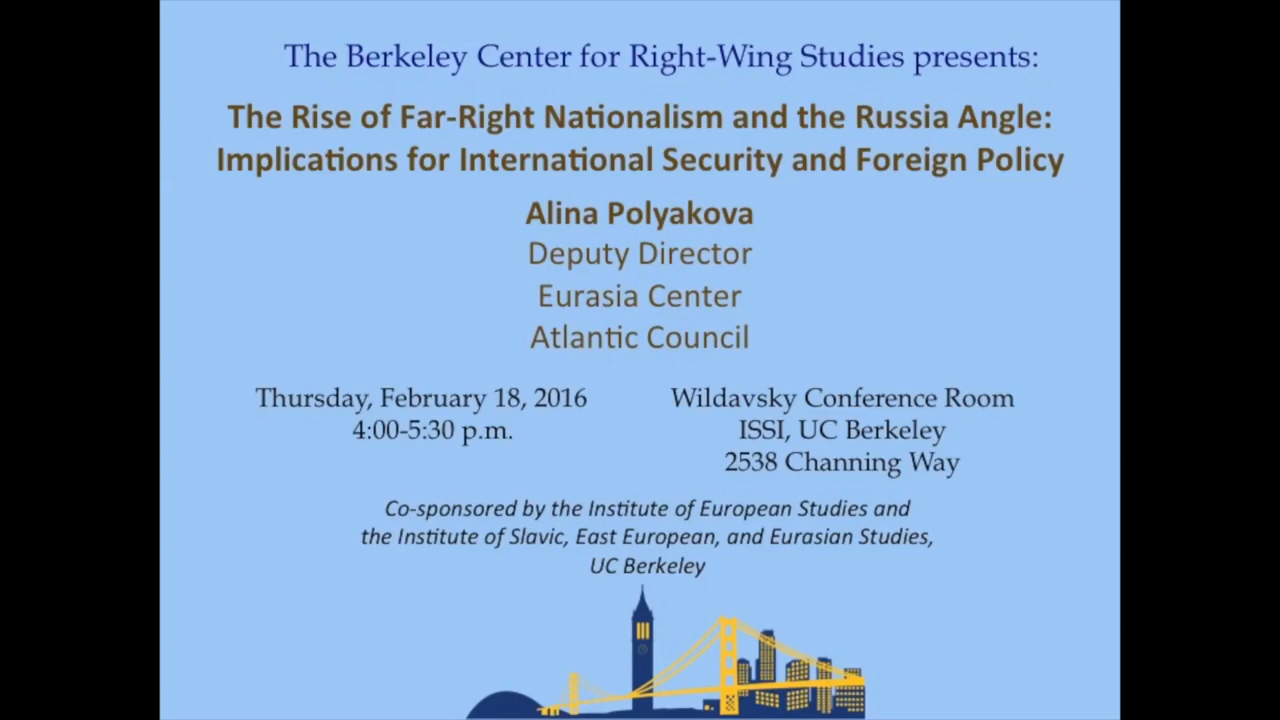 The Berkeley Center for Right-Wing Studies presents:
The Rise of Far-Right Nationalism and the Russia Angle:
Implications for International Security and Foreign Policy
Alina Polyakova
Deputy Director
Eurasia Center
Atlantic Council
Thursday, February 18, 2016
4:00-5:30 p.m.
Wildavsky Conference Room
ISSI, UC Berkeley
2538 Channing Way
Co-sponsored by the Institute of European Studies and
the Institute of Slavic, East European, and Eurasian Studies,
UC Berkeley